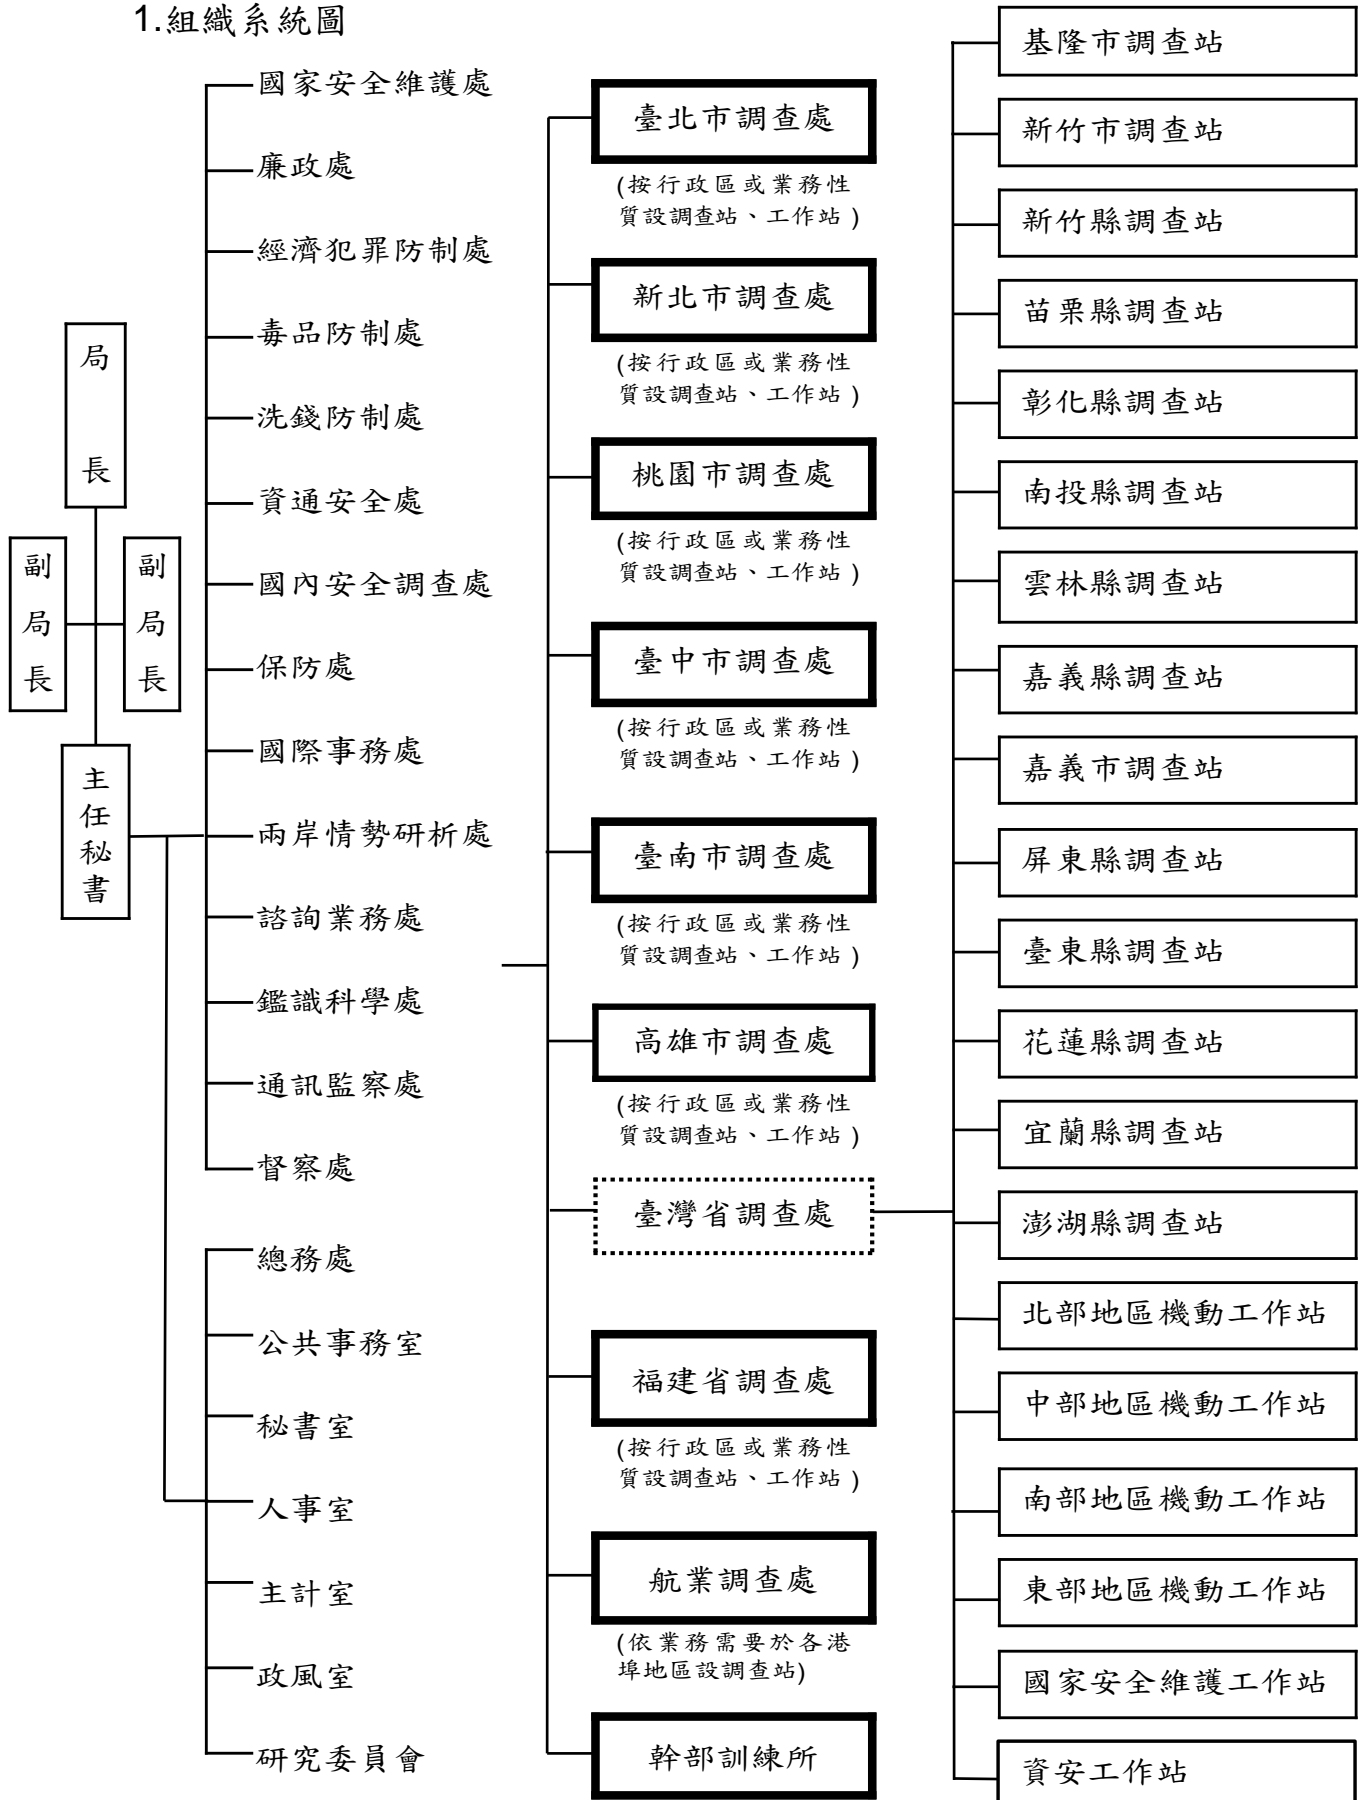 1.組織系統圖
局長
副局長
副局長
主任秘書
國家安全維護處
廉政處
經濟犯罪防制處
毒品防制處
洗錢防制處
資通安全處
國內安全調查處
保防處
國際事務處
兩岸情勢研析處
諮詢業務處
鑑識科學處
通訊監察處
督察處
總務處
公共事務室
秘書室
人事室
主計室
政風室
研究委員會
臺北市調查處
(按行政區或業務性
質設調查站、工作站)
新北市調查處
(按行政區或業務性
質設調查站、工作站)
桃園市調查處
(按行政區或業務性
質設調查站、工作站)
臺中市調查處
(按行政區或業務性
質設調查站、工作站)
臺南市調查處
(按行政區或業務性
質設調查站、工作站)
高雄市調查處
(按行政區或業務性
質設調查站、工作站)
臺灣省調查處
福建省調查處
(按行政區或業務性
質設調查站、工作站)
航業調查處
(依業務需要於各港
埠地區設調查站)
幹部訓練所
基隆市調查站
新竹市調查站
新竹縣調查站
苗栗縣調查站
彰化縣調查站
南投縣調查站
雲林縣調查站
嘉義縣調查站
嘉義市調查站
屏東縣調查站
臺東縣調查站
花蓮縣調查站
宜蘭縣調查站
澎湖縣調查站
北部地區機動工作站
中部地區機動工作站
南部地區機動工作站
東部地區機動工作站
國家安全維護工作站
資安工作站